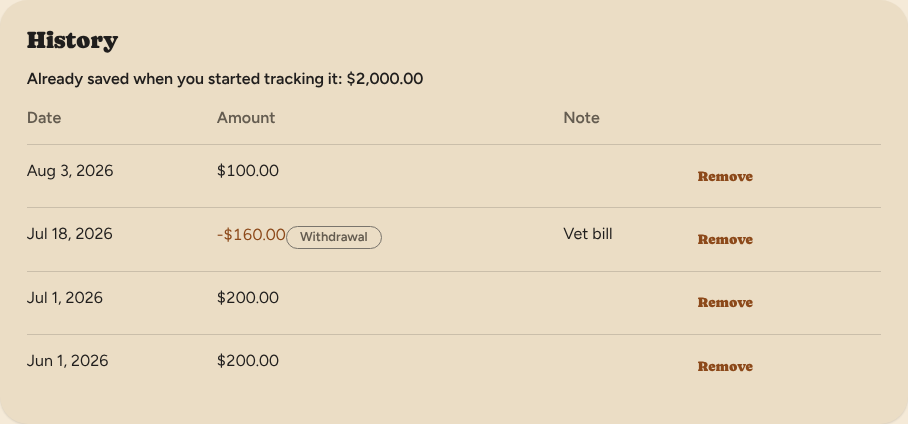 History
Already saved when you started tracking it: $2,000.00
Date Amount Note
Aug 3, 2026 $100.00 Remove
Jul 18, 2026 -$160.00 Withdrawal Vet bill Remove
Jul 1, 2026 $200.00 Remove
Jun 1, 2026 $200.00 Remove